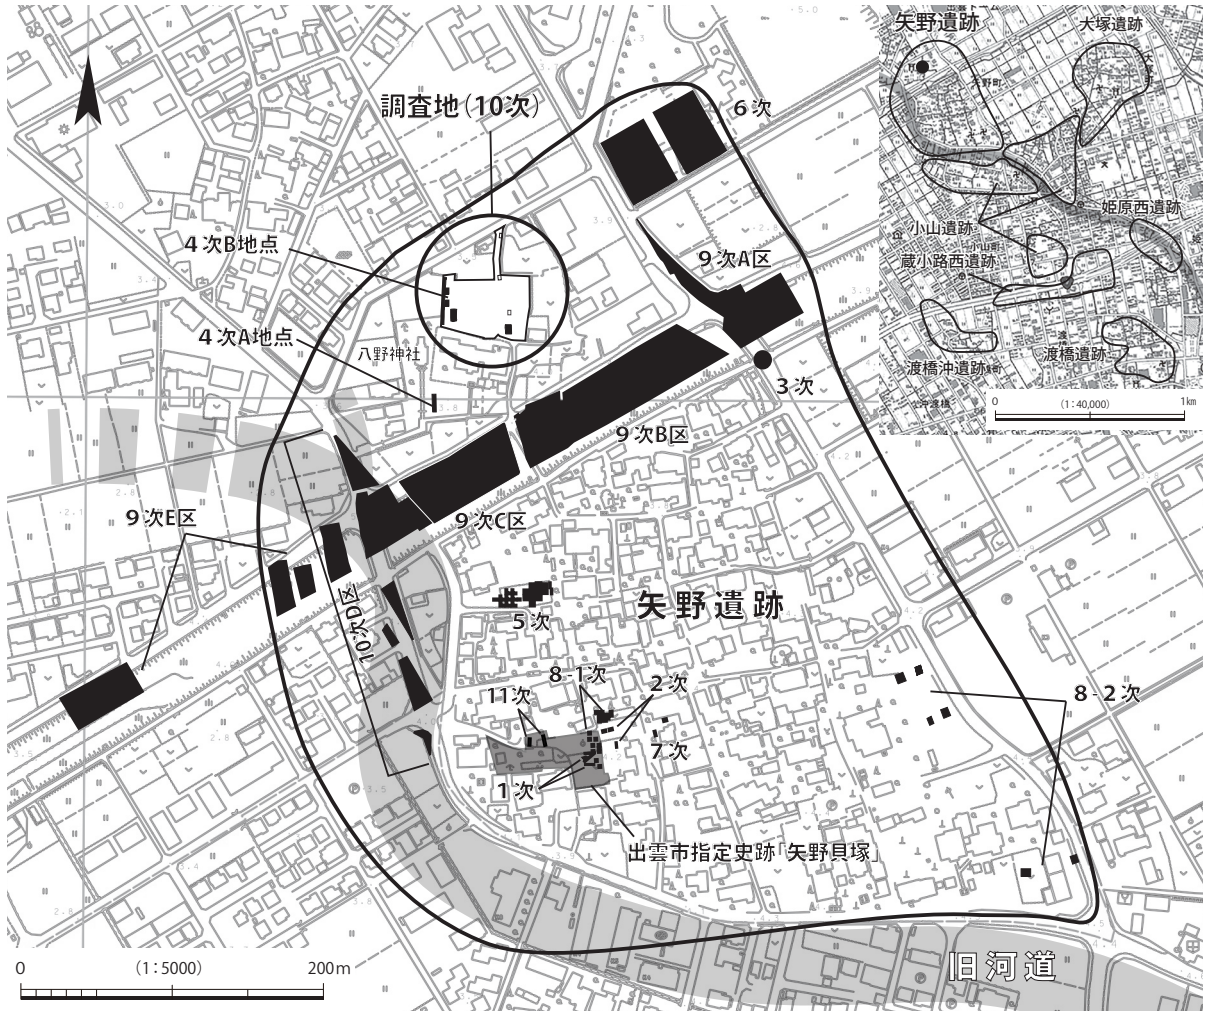 調査地（10次）
6次
4次B地点
9次A区
4次A地点
八野神社
3次
9次B区
9次E区
9次C区
10次D区
矢野遺跡
5次
8-1次
2次
11次
7次
1次
8-2次
出雲市指定史跡「矢野貝塚」
旧河道
0
（1：5000）
200m
矢野遺跡
大塚遺跡
矢野町
姫原西遺跡
小山遺跡
小山町
蔵小路西遺跡
渡橋沖遺跡
渡橋遺跡
0
（1：40,000）
1km